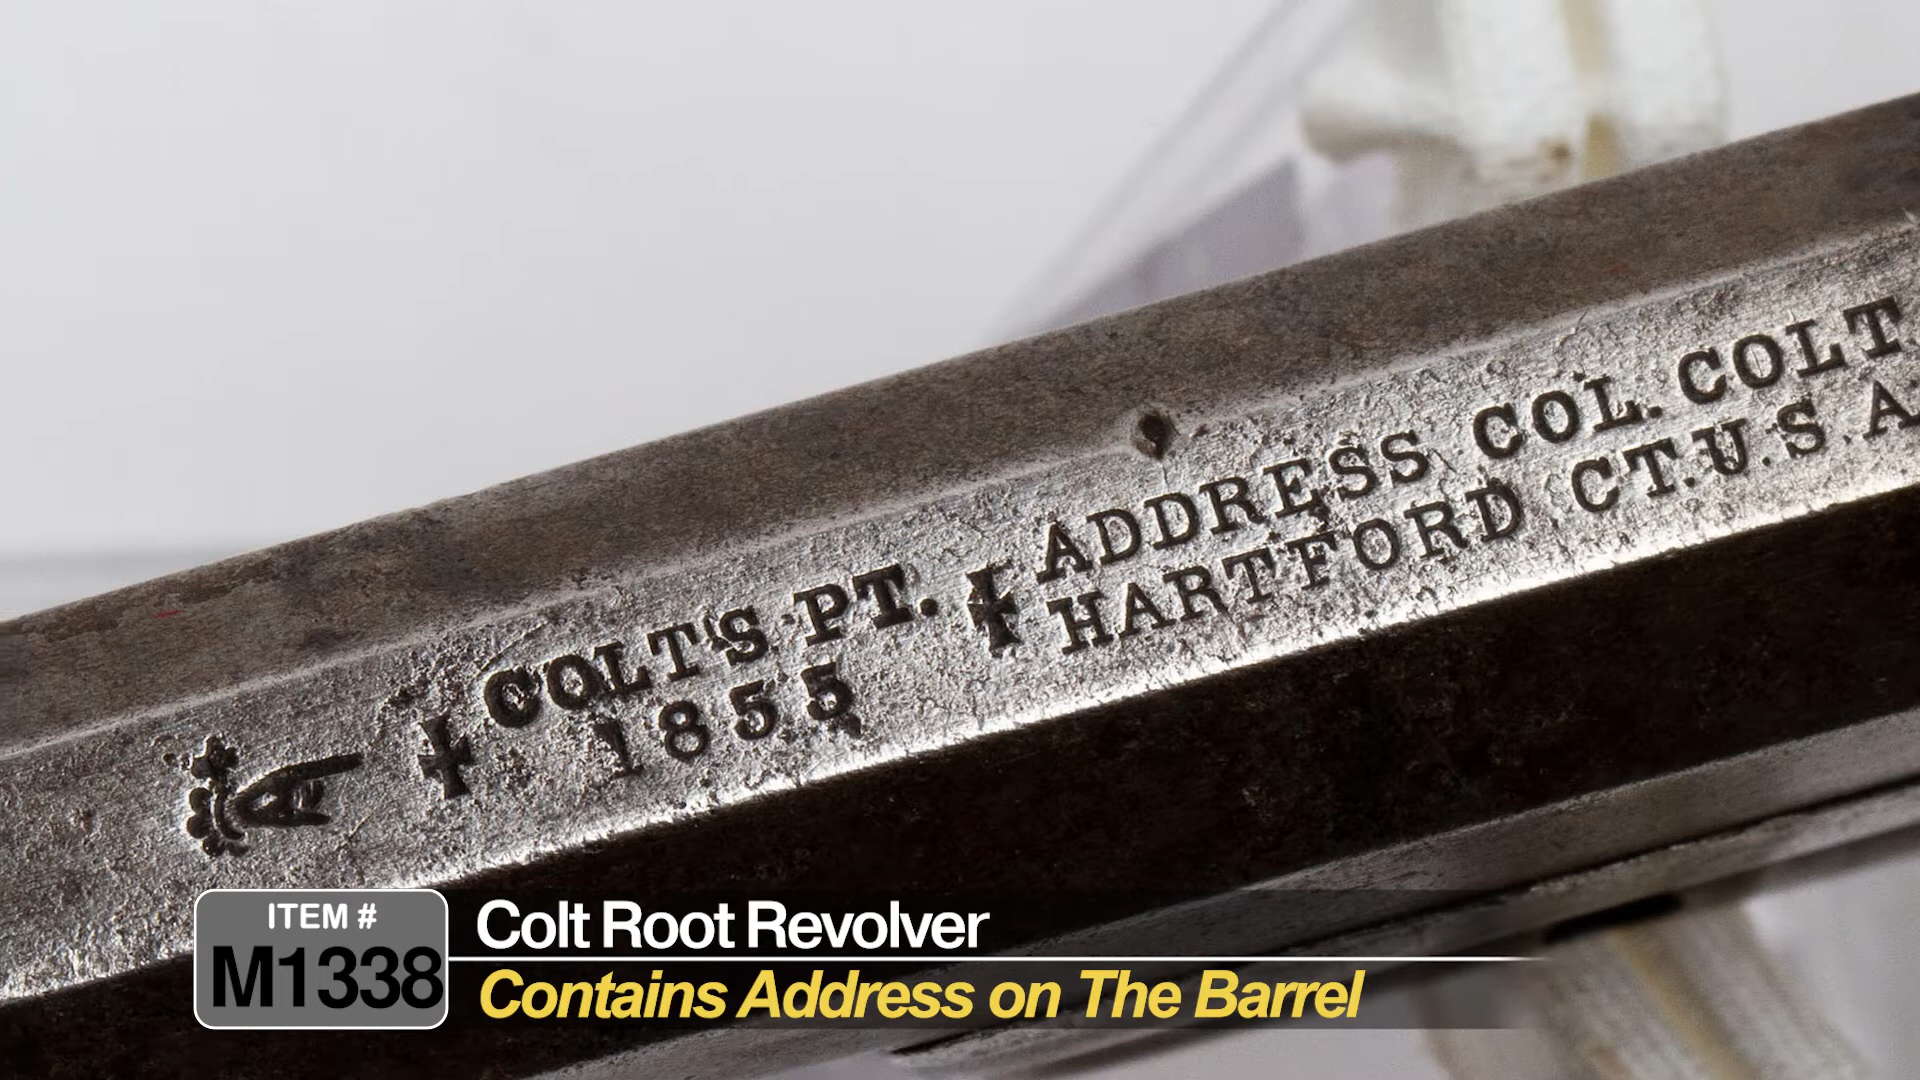 COLT'S PT.
1855
ADDRESS COL. COLT
HARTFORD CT. U.S.A
ITEM #
M1338
Colt Root Revolver
Contains Address on The Barrel